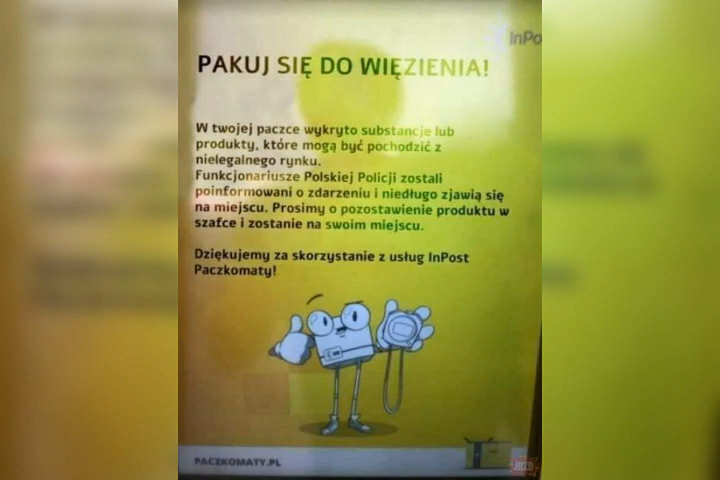 InPo
PAKUJ SIĘ DO WIĘZIENIA!
W twojej paczce wykryto substancje lub
produkty, które mogą być pochodzić z
nielegalnego rynku.
Funkcjonariusze Polskiej Policji zostali
poinformowani o zdarzeniu i niedługo zjawią się
na miejscu. Prosimy o pozostawienie produktu w
szafce i zostanie na swoim miejscu.
Dziękujemy za skorzystanie z usług InPost
Paczkomaty!
PACZKOMATY.PL
JBZD